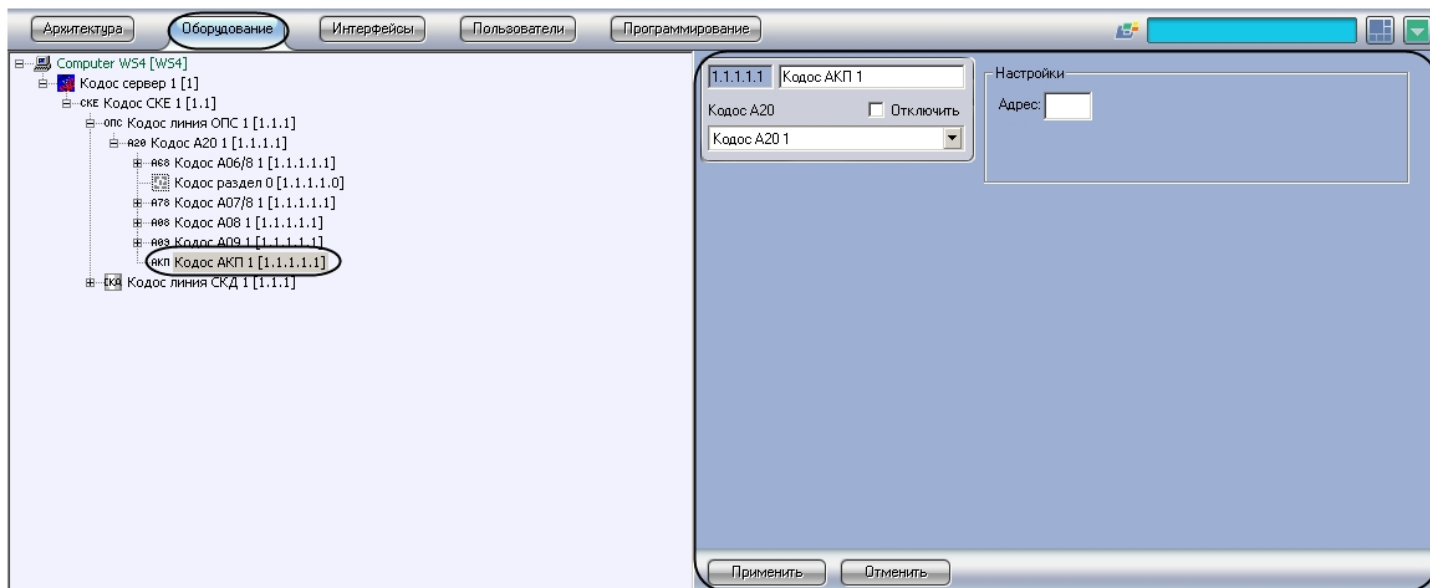 Архитектура Оборудование Интерфейсы Пользователи Программирование
Computer WS4 [WS4]
Кодос сервер 1 [1]
СКЕ Кодос СКЕ 1 [1.1]
ОПС Кодос линия ОПС 1 [1.1.1]
А20 Кодос А20 1 [1.1.1.1]
А68 Кодос А06/8 1 [1.1.1.1.1]
Кодос раздел 0 [1.1.1.1.0]
А78 Кодос А07/8 1 [1.1.1.1.1]
А08 Кодос А08 1 [1.1.1.1.1]
А09 Кодос А09 1 [1.1.1.1.1]
АКП Кодос АКП 1 [1.1.1.1.1]
СКД Кодос линия СКД 1 [1.1.1]
1.1.1.1.1 Кодос АКП 1
Кодос А20 Отключить
Кодос А20 1
Настройки
Адрес:
Применить Отменить